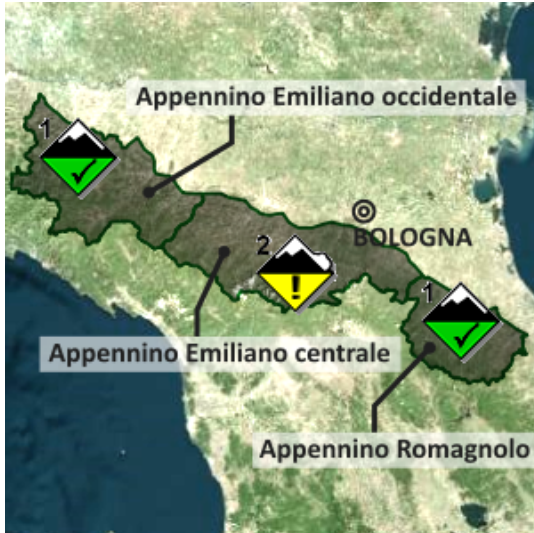 Appennino Emiliano occidentale
1
BOLOGNA
2
!
1
Appennino Emiliano centrale
Appennino Romagnolo